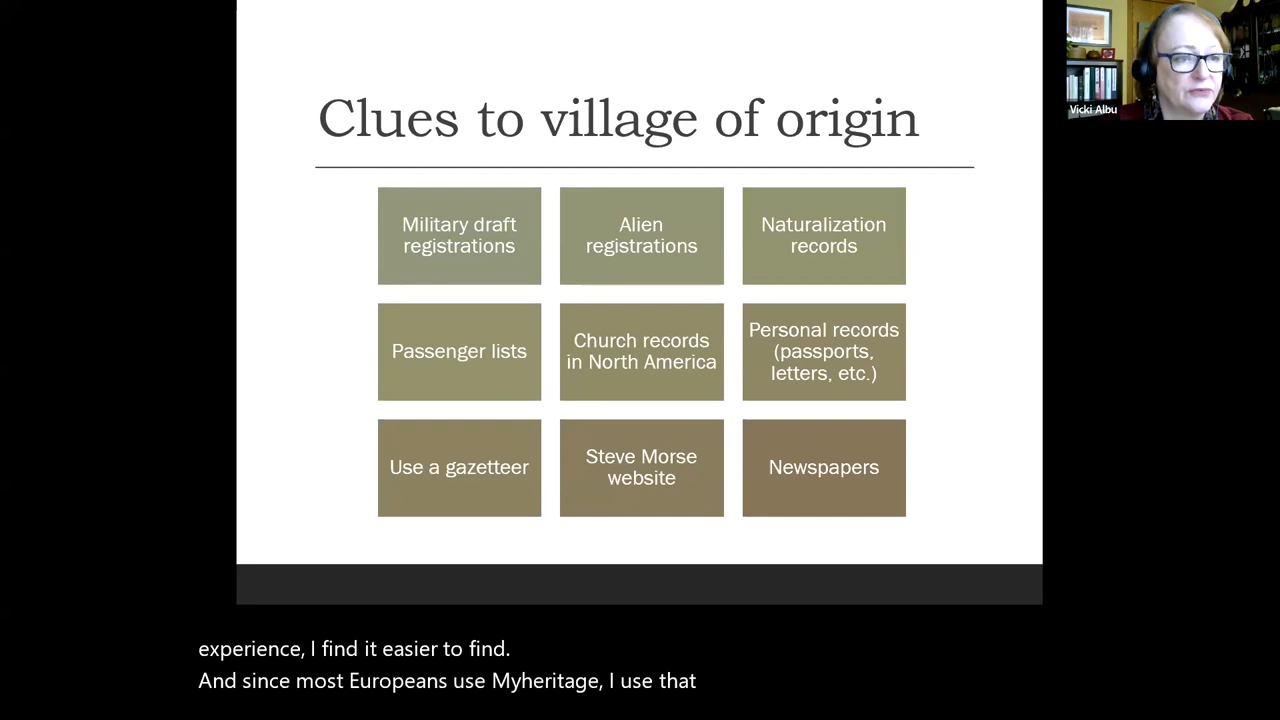 Clues to village of origin
Military draft
registrations
Alien
registrations
Naturalization
records
Passenger lists
Church records
in North America
Personal records
(passports,
letters, etc.)
Use a gazetteer
Steve Morse
website
Newspapers
Vicki Albu
experience, I find it easier to find.
And since most Europeans use Myheritage, I use that